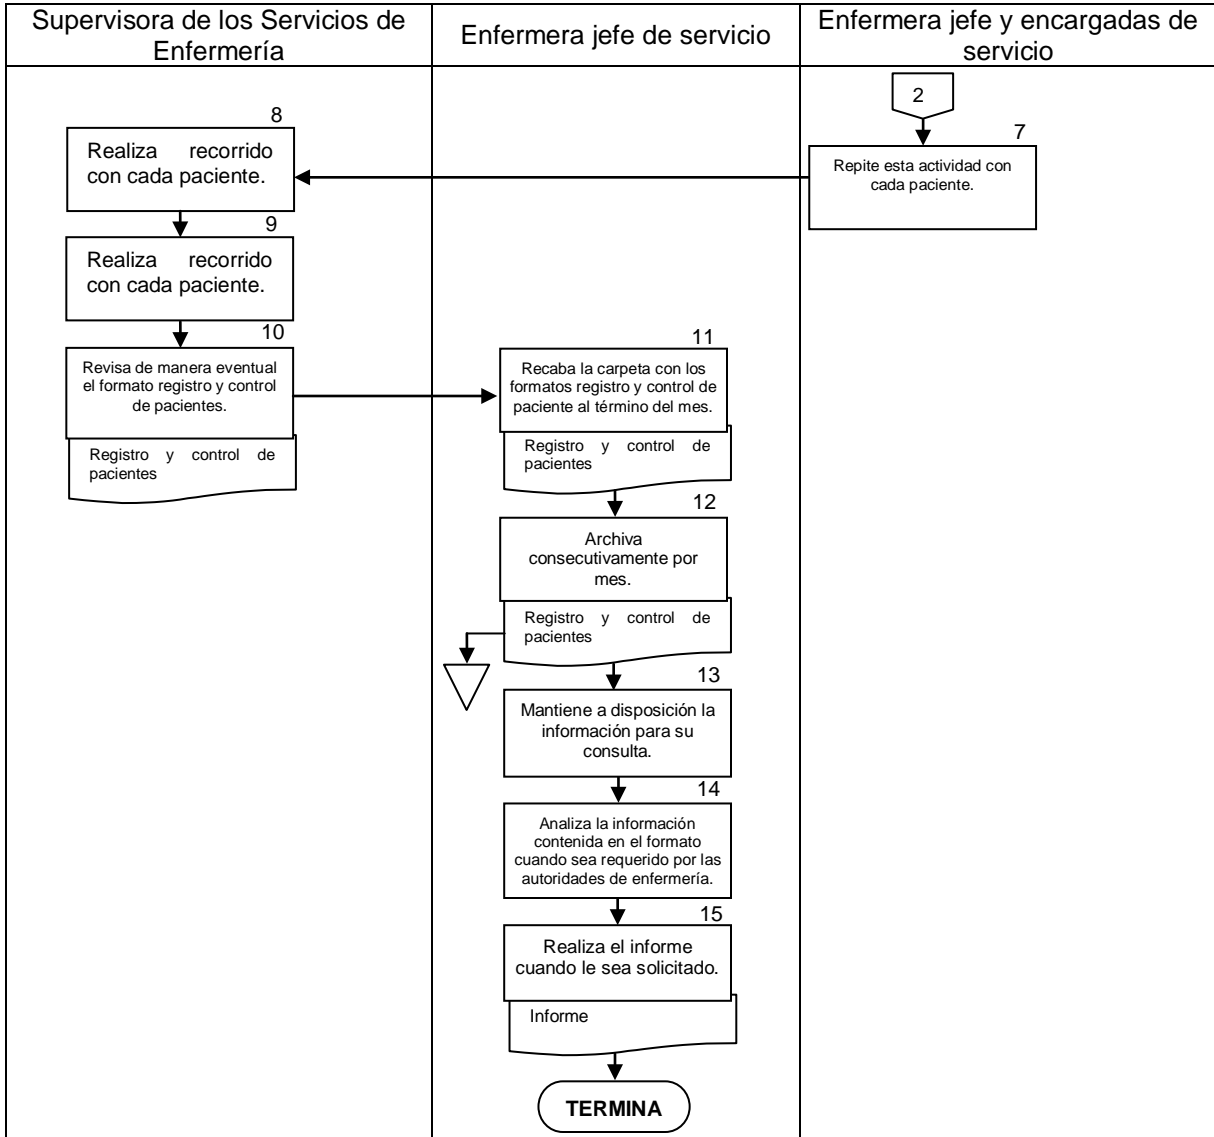 Supervisora de los Servicios de
Enfermería
Enfermera jefe de servicio
Enfermera jefe y encargadas de
servicio
2
7
Repite esta actividad con
cada paciente.
8
Realiza recorrido
con cada paciente.
9
Realiza recorrido
con cada paciente.
10
Revisa de manera eventual
el formato registro y control
de pacientes.
Registro y control de
pacientes
11
Recaba la carpeta con los
formatos registro y control de
paciente al término del mes.
Registro y control de
pacientes
12
Archiva
consecutivamente por
mes.
Registro y control de
pacientes
13
Mantiene a disposición la
información para su
consulta.
14
Analiza la información
contenida en el formato
cuando sea requerido por las
autoridades de enfermería.
15
Realiza el informe
cuando le sea solicitado.
Informe
TERMINA